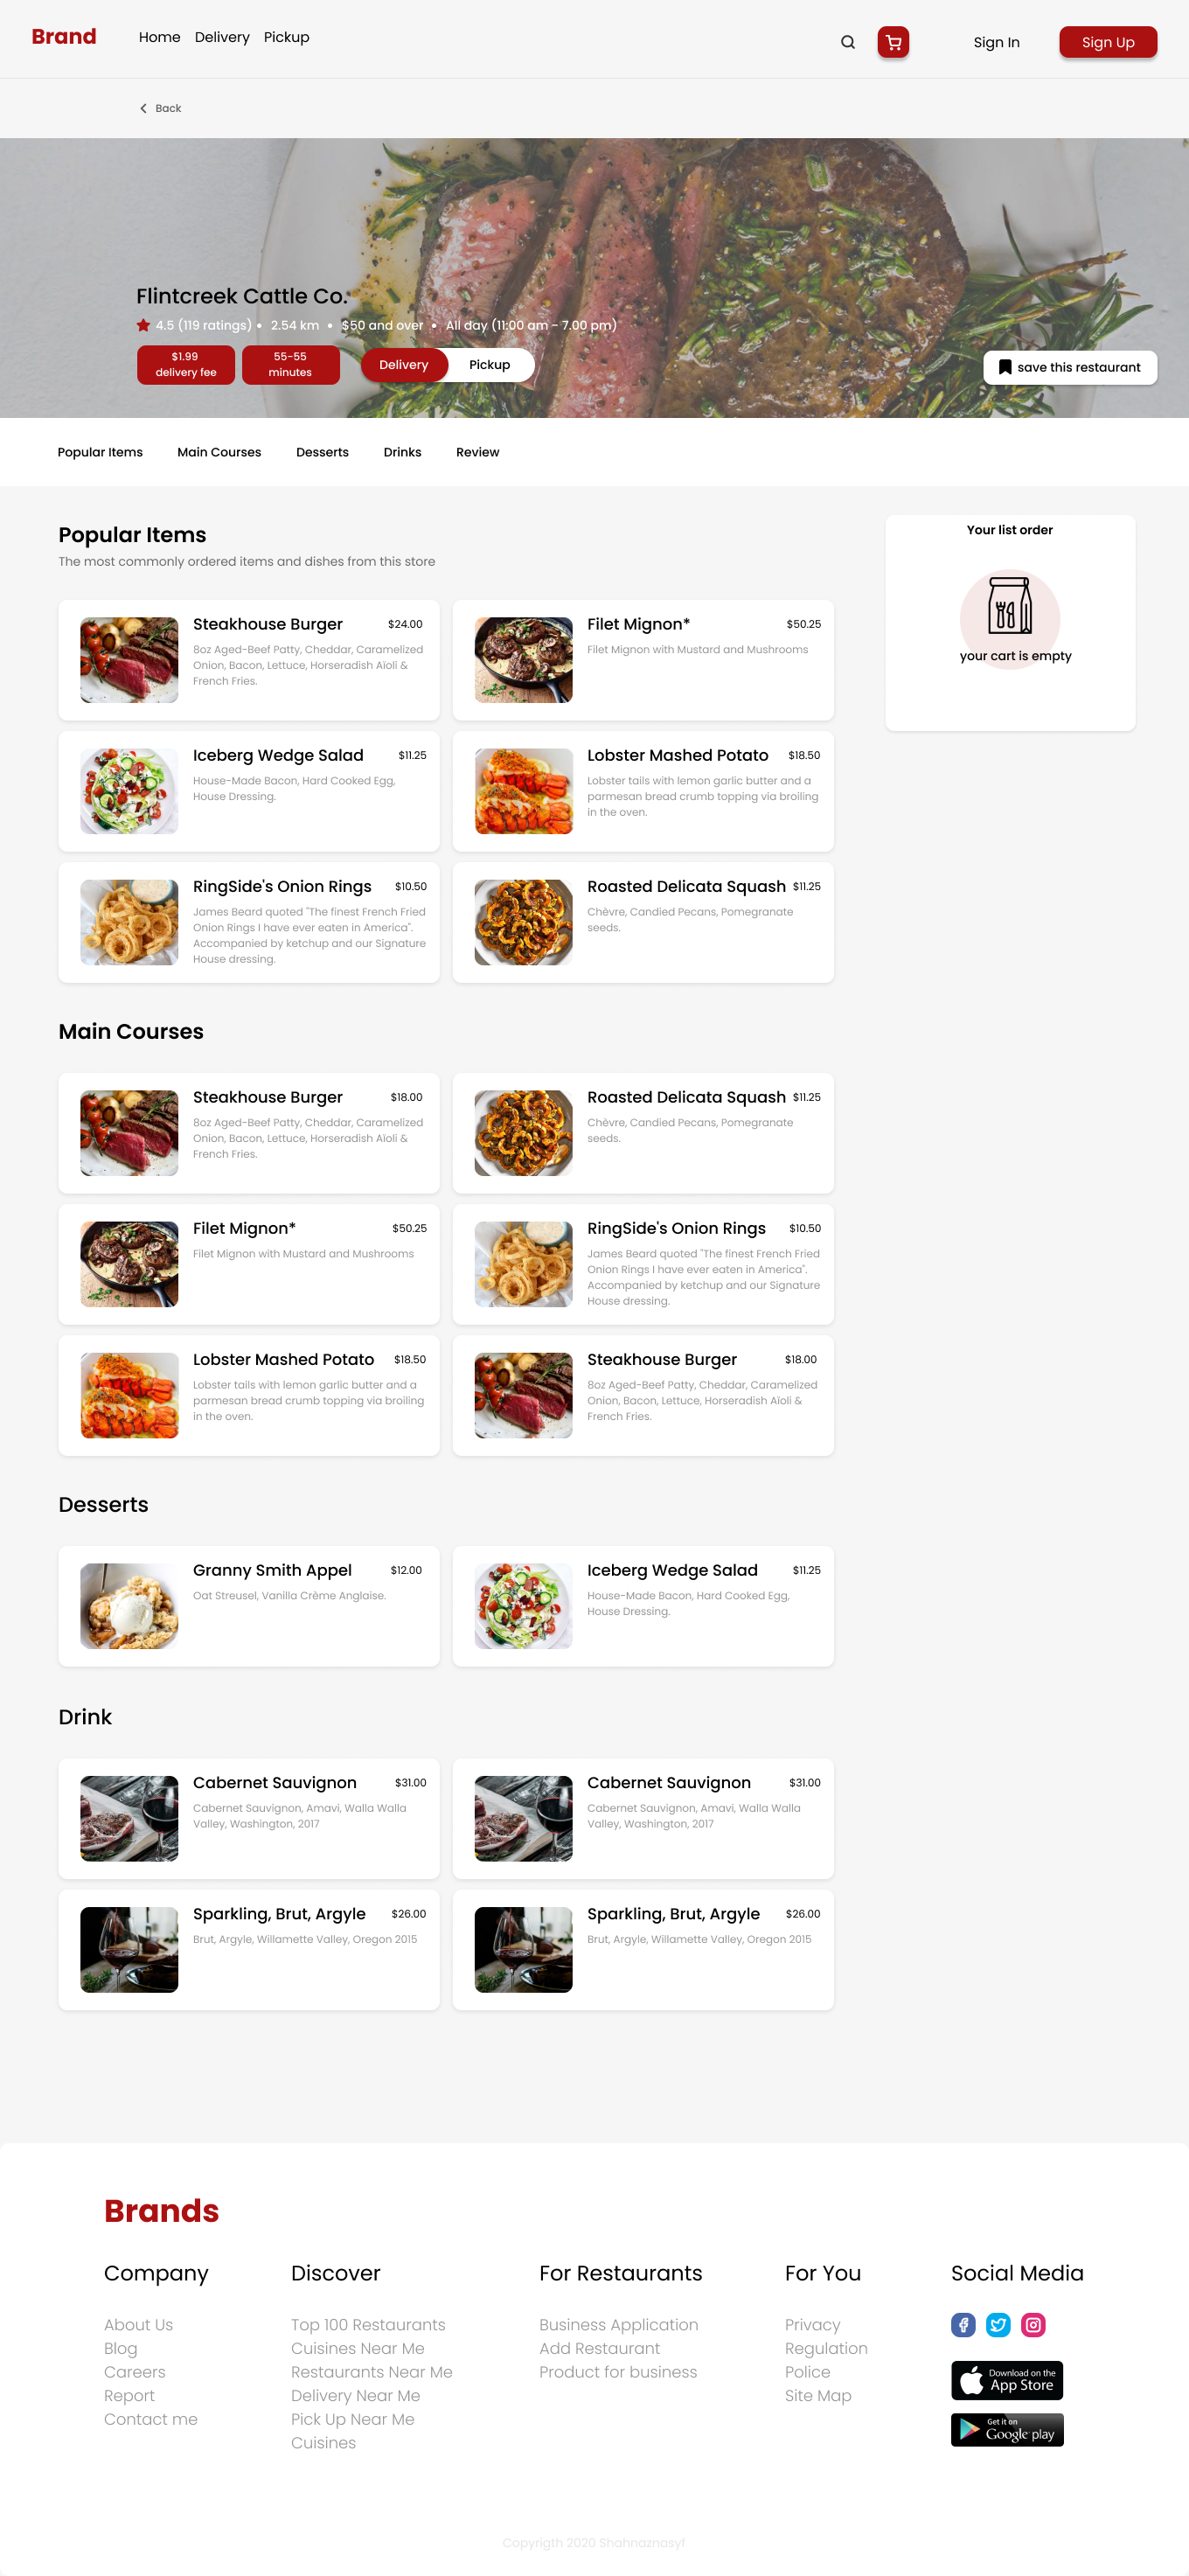 Brand
Home Delivery Pickup
Sign In
Sign Up
Back
Flintcreek Cattle Co.
4.5 (119 ratings) • 2.54 km • $50 and over • All day (11:00 am - 7.00 pm)
$1.99
delivery fee
55-55
minutes
Delivery
Pickup
save this restaurant
Popular Items
Main Courses
Desserts
Drinks
Review
Popular Items
The most commonly ordered items and dishes from this store
Your list order
your cart is empty
Steakhouse Burger
$24.00
8oz Aged-Beef Patty, Cheddar, Caramelized
Onion, Bacon, Lettuce, Horseradish Aïoli &
French Fries.
Filet Mignon*
$50.25
Filet Mignon with Mustard and Mushrooms
Iceberg Wedge Salad
$11.25
House-Made Bacon, Hard Cooked Egg,
House Dressing.
Lobster Mashed Potato
$18.50
Lobster tails with lemon garlic butter and a
parmesan bread crumb topping via broiling
in the oven.
RingSide's Onion Rings
$10.50
James Beard quoted "The finest French Fried
Onion Rings I have ever eaten in America".
Accompanied by ketchup and our Signature
House dressing.
Roasted Delicata Squash
$11.25
Chèvre, Candied Pecans, Pomegranate
seeds.
Main Courses
Steakhouse Burger
$18.00
8oz Aged-Beef Patty, Cheddar, Caramelized
Onion, Bacon, Lettuce, Horseradish Aïoli &
French Fries.
Roasted Delicata Squash
$11.25
Chèvre, Candied Pecans, Pomegranate
seeds.
Filet Mignon*
$50.25
Filet Mignon with Mustard and Mushrooms
RingSide's Onion Rings
$10.50
James Beard quoted "The finest French Fried
Onion Rings I have ever eaten in America".
Accompanied by ketchup and our Signature
House dressing.
Lobster Mashed Potato
$18.50
Lobster tails with lemon garlic butter and a
parmesan bread crumb topping via broiling
in the oven.
Steakhouse Burger
$18.00
8oz Aged-Beef Patty, Cheddar, Caramelized
Onion, Bacon, Lettuce, Horseradish Aïoli &
French Fries.
Desserts
Granny Smith Appel
$12.00
Oat Streusel, Vanilla Crème Anglaise.
Iceberg Wedge Salad
$11.25
House-Made Bacon, Hard Cooked Egg,
House Dressing.
Drink
Cabernet Sauvignon
$31.00
Cabernet Sauvignon, Amavi, Walla Walla
Valley, Washington, 2017
Cabernet Sauvignon
$31.00
Cabernet Sauvignon, Amavi, Walla Walla
Valley, Washington, 2017
Sparkling, Brut, Argyle
$26.00
Brut, Argyle, Willamette Valley, Oregon 2015
Sparkling, Brut, Argyle
$26.00
Brut, Argyle, Willamette Valley, Oregon 2015
Brands
Company
About Us
Blog
Careers
Report
Contact me
Discover
Top 100 Restaurants
Cuisines Near Me
Restaurants Near Me
Delivery Near Me
Pick Up Near Me
Cuisines
For Restaurants
Business Application
Add Restaurant
Product for business
For You
Privacy
Regulation
Police
Site Map
Social Media
Download on the
App Store
Get it on
Google play
Copyrigth 2020 Shahnaznasyf